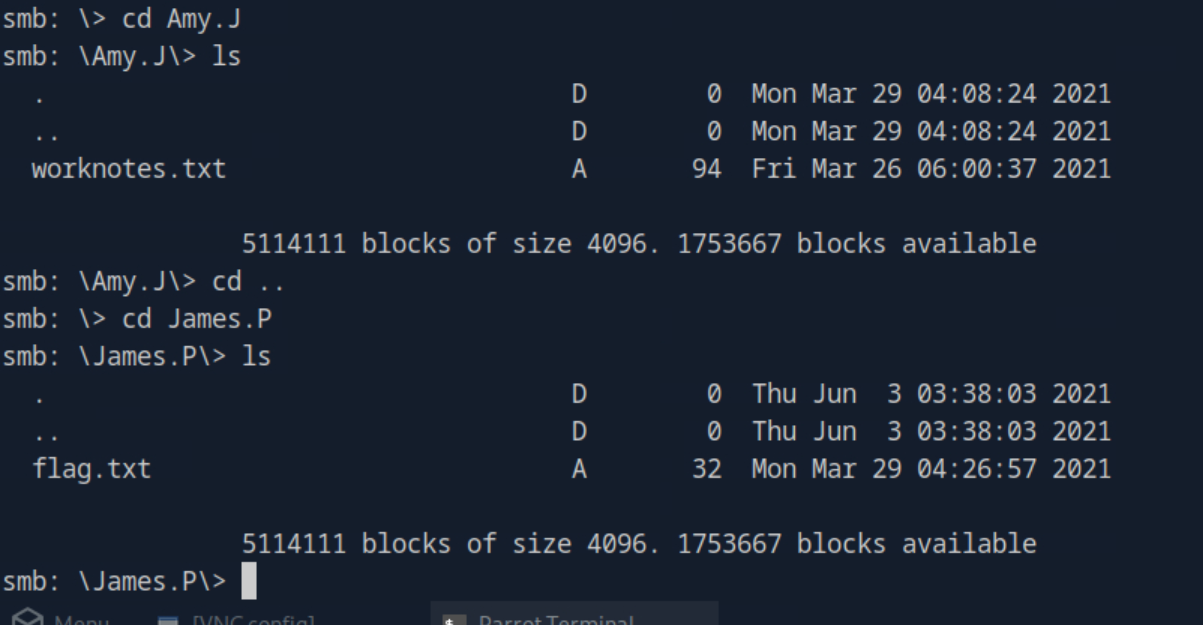 smb: \> cd Amy.J
smb: \Amy.J\> ls
. D 0 Mon Mar 29 04:08:24 2021
.. D 0 Mon Mar 29 04:08:24 2021
worknotes.txt A 94 Fri Mar 26 06:00:37 2021
5114111 blocks of size 4096. 1753667 blocks available
smb: \Amy.J\> cd ..
smb: \> cd James.P
smb: \James.P\> ls
. D 0 Thu Jun 3 03:38:03 2021
.. D 0 Thu Jun 3 03:38:03 2021
flag.txt A 32 Mon Mar 29 04:26:57 2021
5114111 blocks of size 4096. 1753667 blocks available
smb: \James.P\>
Menu [VNC config] $ Parrot Terminal